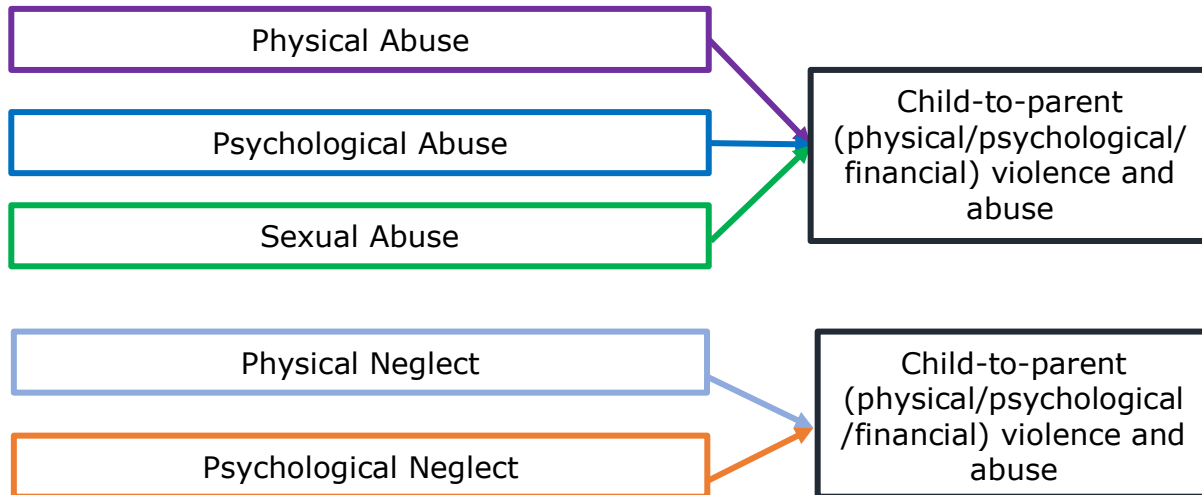 Physical Abuse
Psychological Abuse
Sexual Abuse
Child-to-parent
(physical/psychological/
financial) violence and
abuse
Physical Neglect
Psychological Neglect
Child-to-parent
(physical/psychological
/financial) violence and
abuse